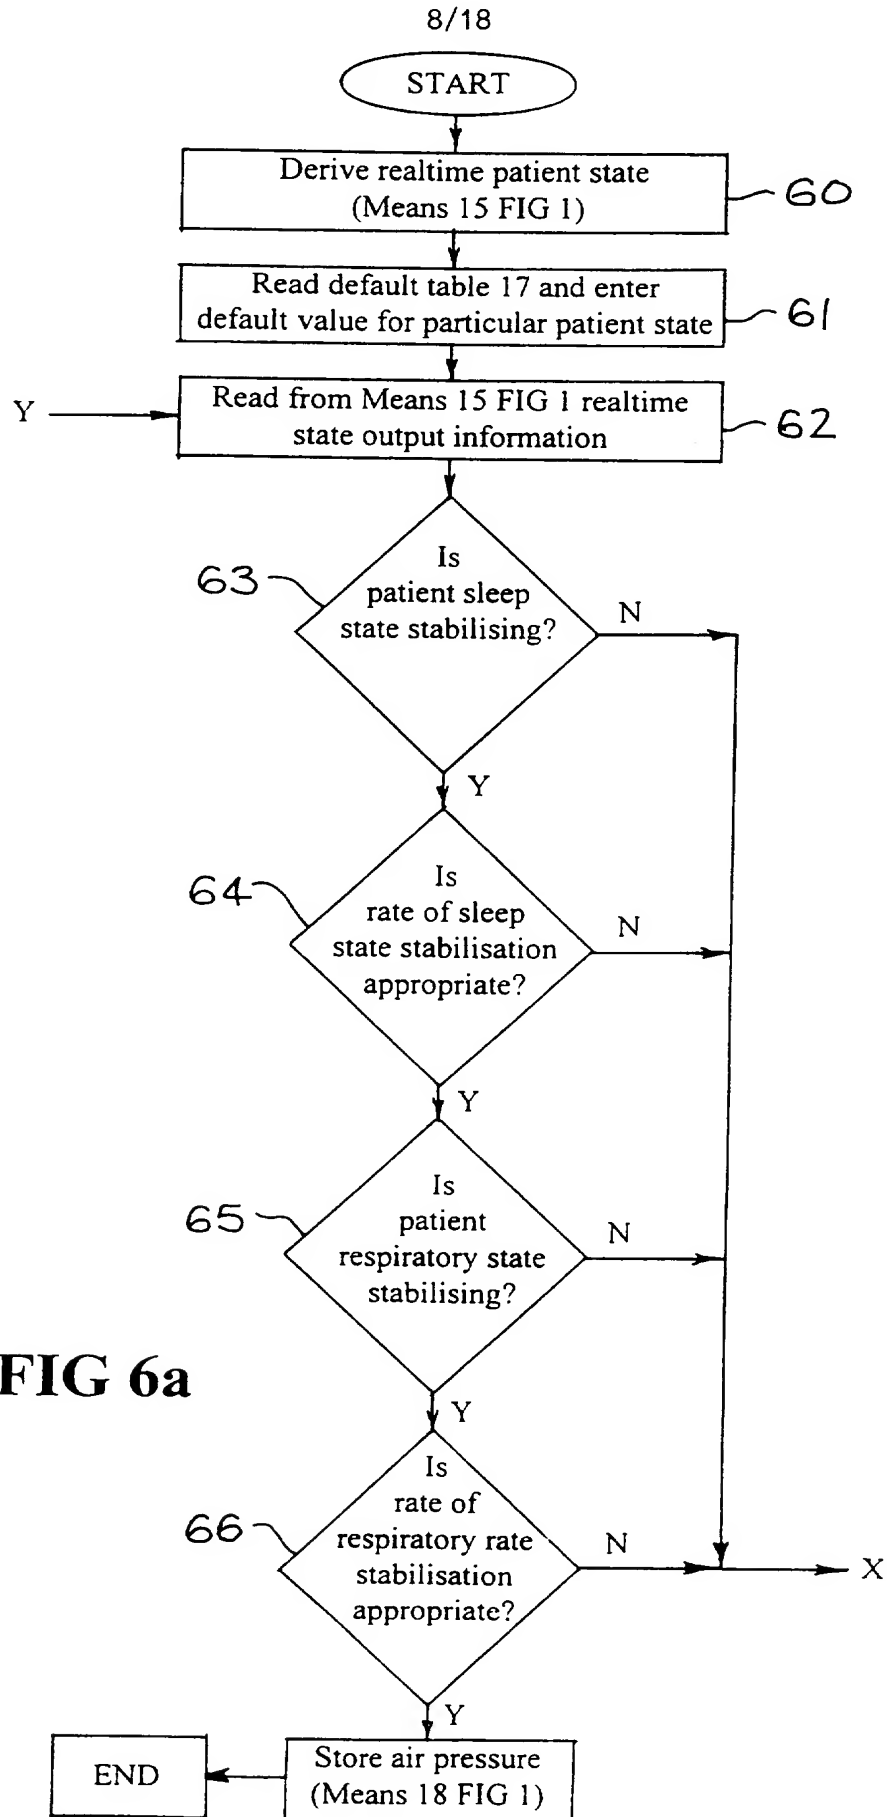 8/18
START
Derive realtime patient state
(Means 15 FIG 1)
60
Read default table 17 and enter
default value for particular patient state
61
Y
Read from Means 15 FIG 1 realtime
state output information
62
63
Is
patient sleep
state stabilising?
N
Y
64
Is
rate of sleep
state stabilisation
appropriate?
N
Y
65
Is
patient
respiratory state
stabilising?
N
FIG 6a
Y
66
Is
rate of
respiratory rate
stabilisation
appropriate?
N
X
Y
END
Store air pressure
(Means 18 FIG 1)